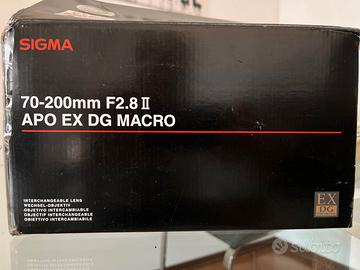 SIGMA
70-200mm F2.8 II
APO EX DG MACRO
INTERCHANGEABLE LENS
WECHSEL-OBJEKTIV
OBJETIVO INTERCAMBIABLE
OBJECTIF INTERCHANGEABLE
OBIETTIVO INTERCAMBIABILE
EX
DG
Subito